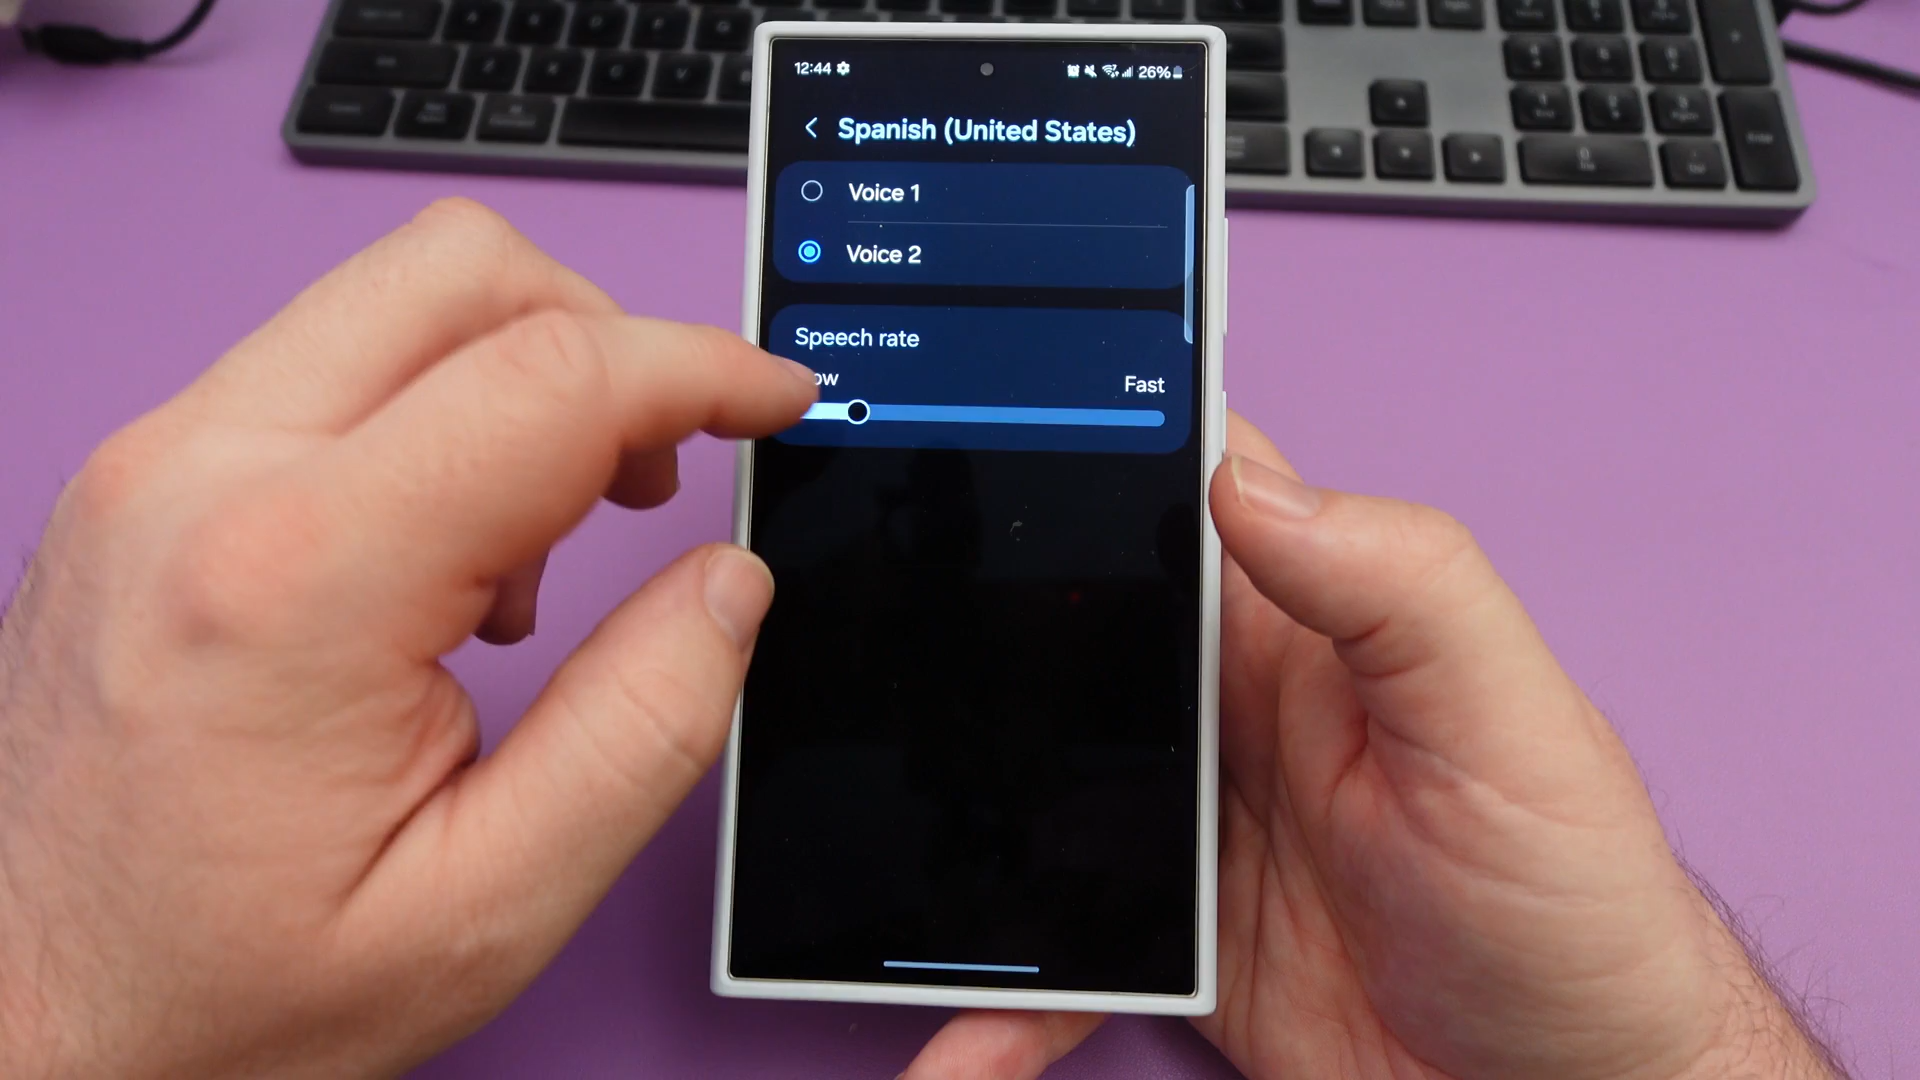 12:44 26%
Spanish (United States)
Voice 1
Voice 2
Speech rate
Fast